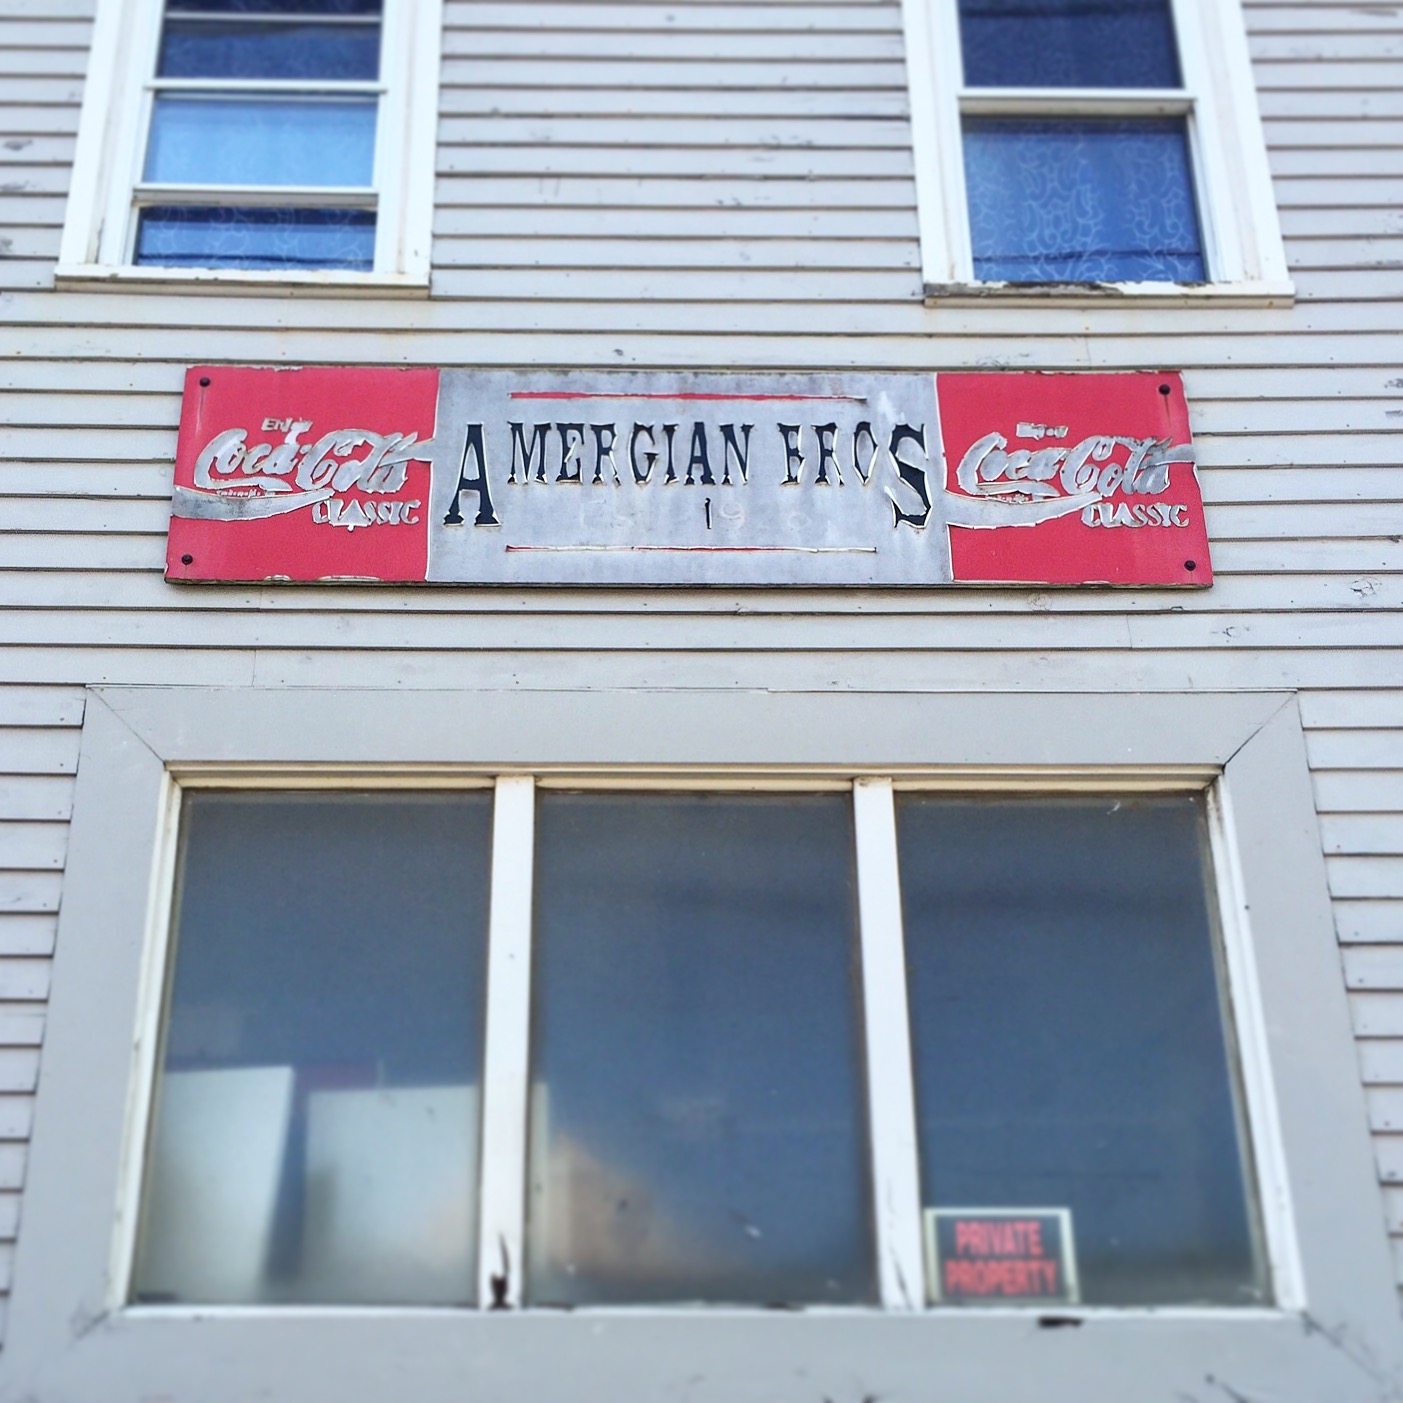 ENJOY
Coca-Cola
CLASSIC
AMERGIAN BROS
Enjoy
Coca-Cola
CLASSIC
PRIVATE
PROPERTY